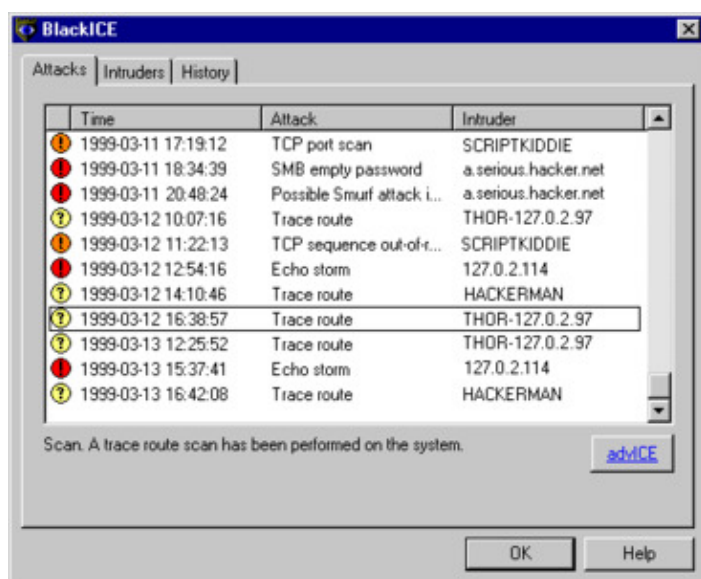 BlackICE
Attacks Intruders History
Time Attack Intruder
1999-03-11 17:19:12 TCP port scan SCRIPTKIDDIE
1999-03-11 18:34:39 SMB empty password a.serious.hacker.net
1999-03-11 20:48:24 Possible Smurf attack i... a.serious.hacker.net
1999-03-12 10:07:16 Trace route THOR-127.0.2.97
1999-03-12 11:22:13 TCP sequence out-of-r... SCRIPTKIDDIE
1999-03-12 12:54:16 Echo storm 127.0.2.114
1999-03-12 14:10:46 Trace route HACKERMAN
1999-03-12 16:38:57 Trace route THOR-127.0.2.97
1999-03-13 12:25:52 Trace route THOR-127.0.2.97
1999-03-13 15:37:41 Echo storm 127.0.2.114
1999-03-13 16:42:08 Trace route HACKERMAN
Scan. A trace route scan has been performed on the system.
advICE
OK Help